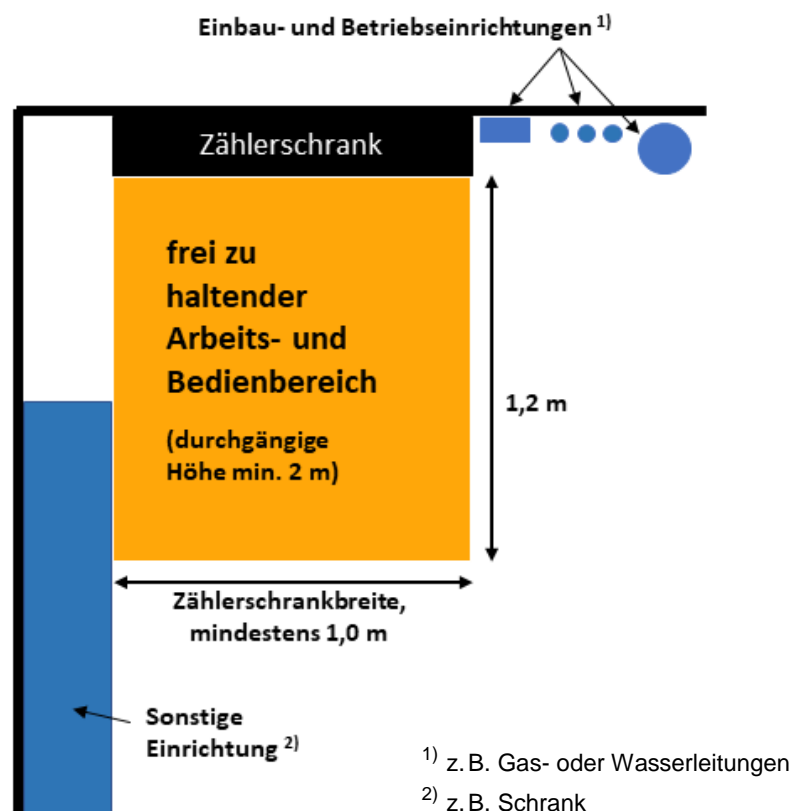 Einbau- und Betriebseinrichtungen 1)
Zählerschrank
frei zu
haltender
Arbeits- und
Bedienbereich
(durchgängige
Höhe min. 2 m)
1,2 m
Zählerschrankbreite,
mindestens 1,0 m
Sonstige
Einrichtung 2)
1) z.B. Gas- oder Wasserleitungen
2) z.B. Schrank